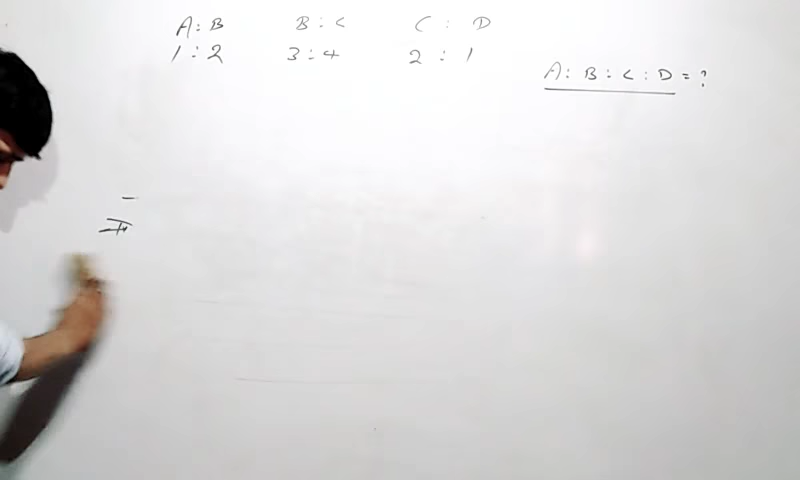 A : B B : C C : D
1 : 2 3 : 4 2 : 1
A : B : C : D = ?